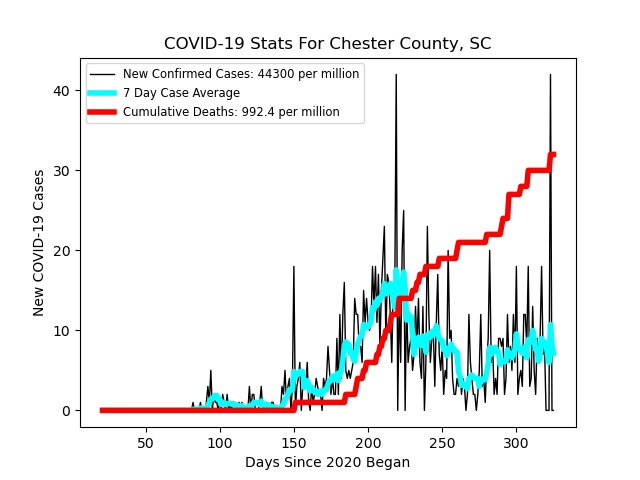 COVID-19 Stats For Chester County, SC
New Confirmed Cases: 44300 per million
7 Day Case Average
Cumulative Deaths: 992.4 per million
New COVID-19 Cases
40
30
20
10
0
50 100 150 200 250 300
Days Since 2020 Began